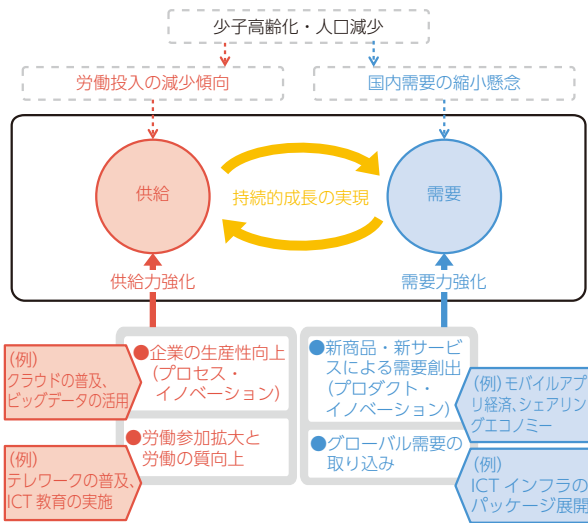 少子高齢化・人口減少
労働投入の減少傾向
国内需要の縮小懸念
供給
持続的成長の実現
需要
供給力強化
需要力強化
●企業の生産性向上
（プロセス・
イノベーション）
●労働参加拡大と
労働の質向上
●新商品・新サービ
スによる需要創出
（プロダクト・
イノベーション）
●グローバル需要の
取り込み
（例）
クラウドの普及、
ビッグデータの活用
（例）
テレワークの普及、
ICT 教育の実施
（例）モバイルアプ
リ経済、シェアリン
グエコノミー
（例）
ICT インフラの
パッケージ展開